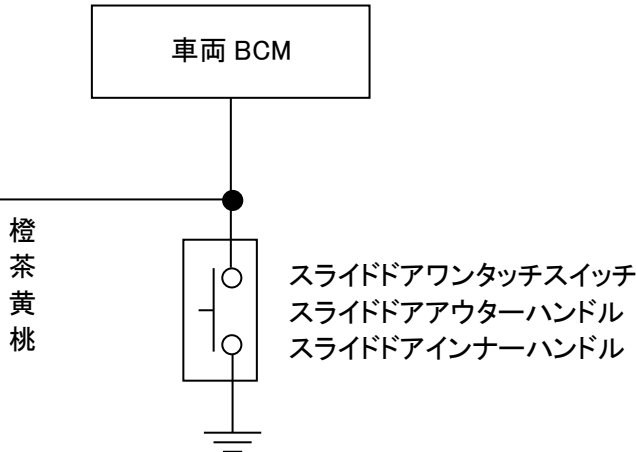 車両 BCM
橙
茶
黄
桃
スライドドアワンタッチスイッチ
スライドドアアウターハンドル
スライドドアインナーハンドル